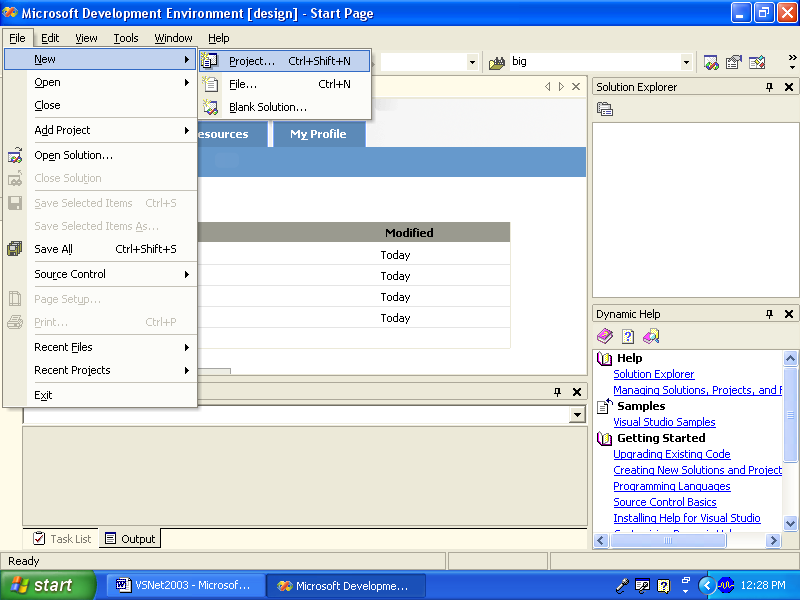 Microsoft Development Environment [design] - Start Page
File Edit View Tools Window Help
New
Project... Ctrl+Shift+N
big
Open
File... Ctrl+N
Close
Blank Solution...
Add Project
Open Solution...
Close Solution
Save Selected Items Ctrl+S
Save Selected Items As...
Save All Ctrl+Shift+S
Source Control
Page Setup...
Print... Ctrl+P
Recent Files
Recent Projects
Exit
esources My Profile
Modified
Today
Today
Today
Today
Solution Explorer
Dynamic Help
Help
Solution Explorer
Managing Solutions, Projects, and F
Samples
Visual Studio Samples
Getting Started
Upgrading Existing Code
Creating New Solutions and Project
Programming Languages
Source Control Basics
Installing Help for Visual Studio
Task List Output
Ready
start VSNet2003 - Microsof... Microsoft Developme... 12:28 PM